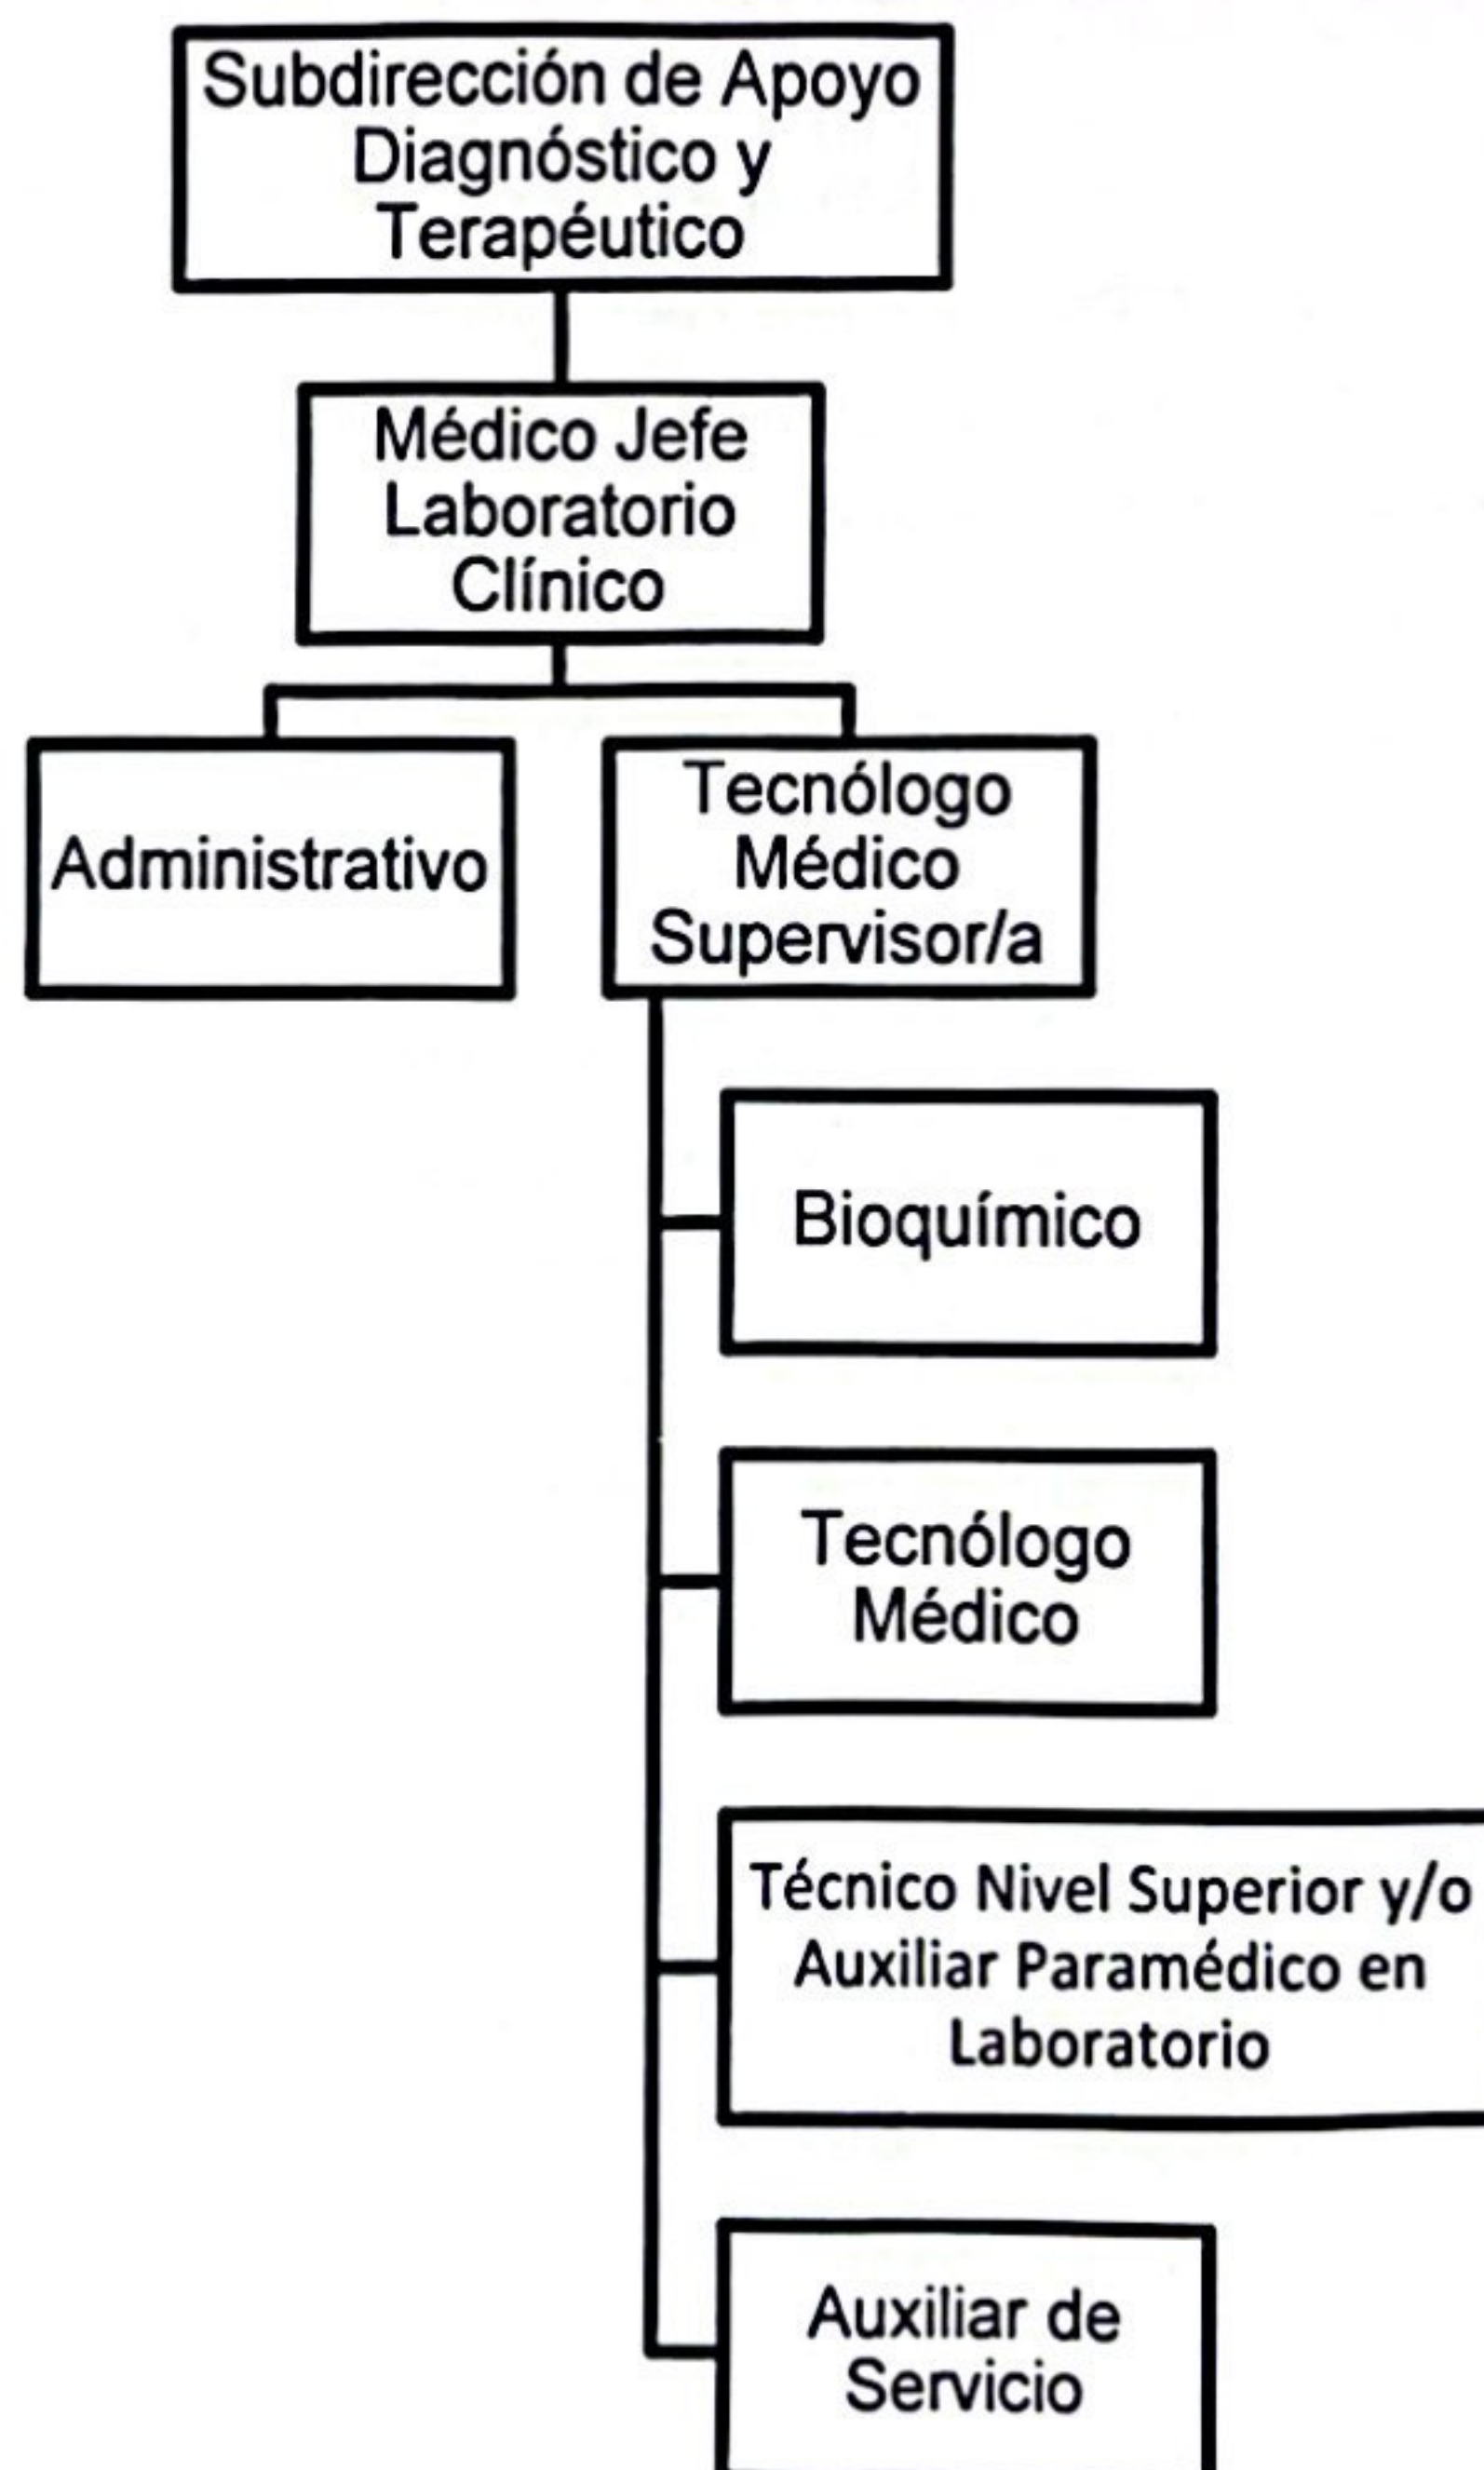 Subdirección de Apoyo
Diagnóstico y
Terapéutico
Médico Jefe
Laboratorio
Clínico
Administrativo
Tecnólogo
Médico
Supervisor/a
Bioquímico
Tecnólogo
Médico
Técnico Nivel Superior y/o
Auxiliar Paramédico en
Laboratorio
Auxiliar de
Servicio